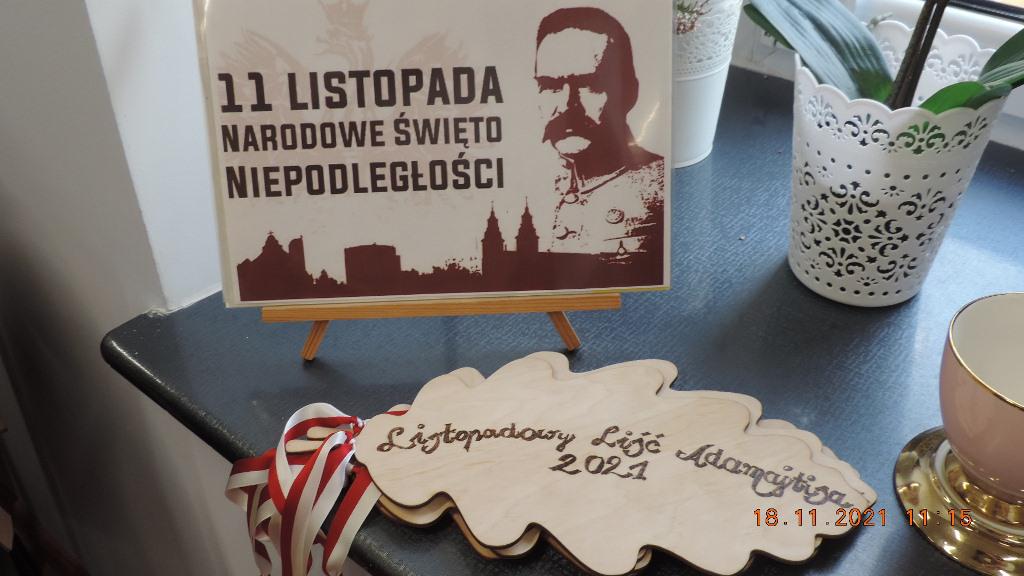 11 LISTOPADA
NARODOWE ŚWIĘTO
NIEPODLEGŁOŚCI
Listopadowy Liść Adamajtisa
2021
18.11.2021 11:15